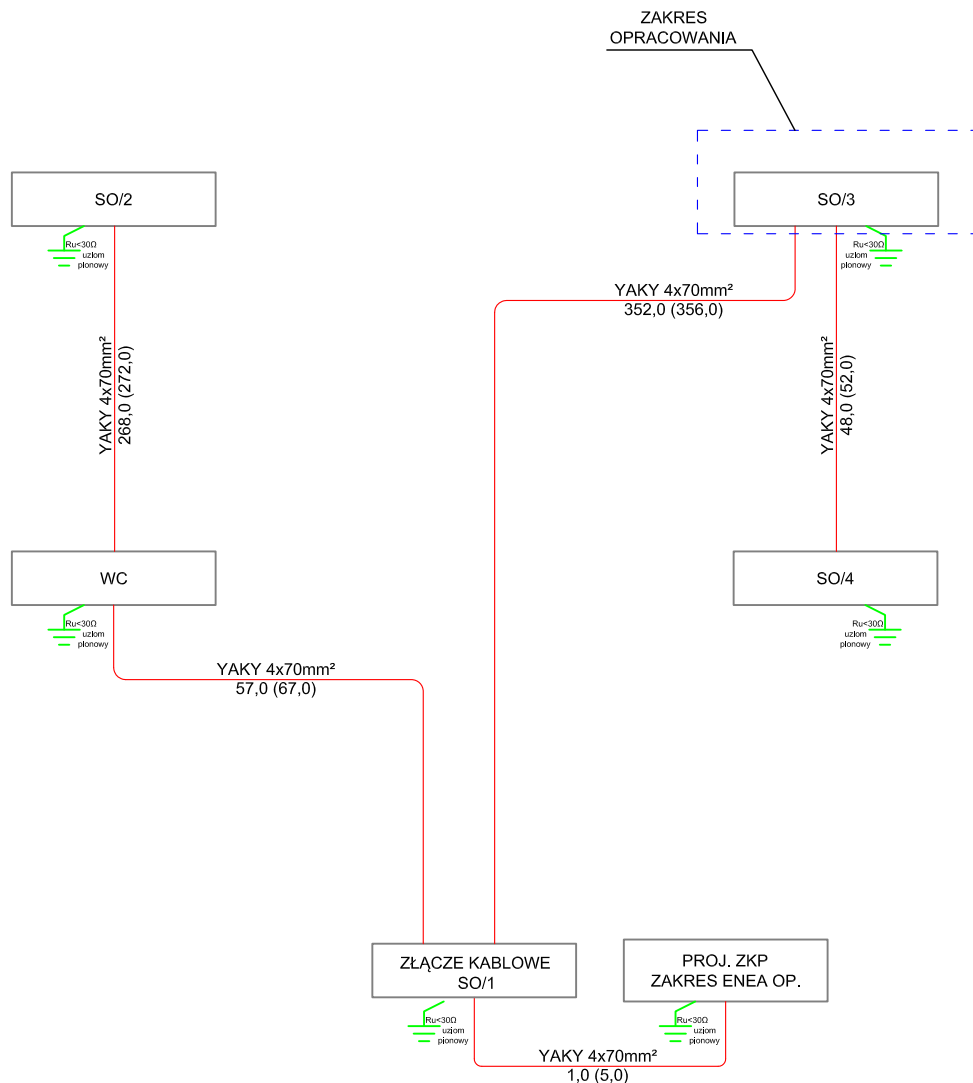 ZAKRES
OPRACOWANIA
SO/2
SO/3
Ru<30Ω
uziom
pionowy
Ru<30Ω
uziom
pionowy
YAKY 4x70mm²
352,0 (356,0)
YAKY 4x70mm²
268,0 (272,0)
YAKY 4x70mm²
48,0 (52,0)
WC
SO/4
Ru<30Ω
uziom
pionowy
Ru<30Ω
uziom
pionowy
YAKY 4x70mm²
57,0 (67,0)
ZŁĄCZE KABLOWE
SO/1
PROJ. ZKP
ZAKRES ENEA OP.
Ru<30Ω
uziom
pionowy
Ru<30Ω
uziom
pionowy
YAKY 4x70mm²
1,0 (5,0)